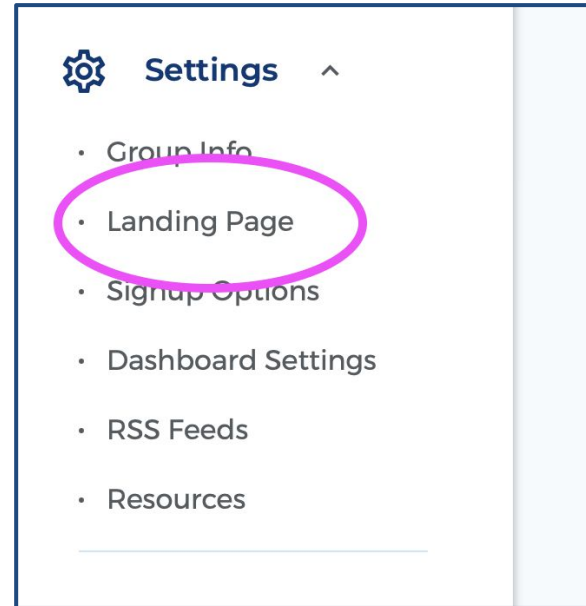 Settings
Group Info
Landing Page
Signup Options
Dashboard Settings
RSS Feeds
Resources